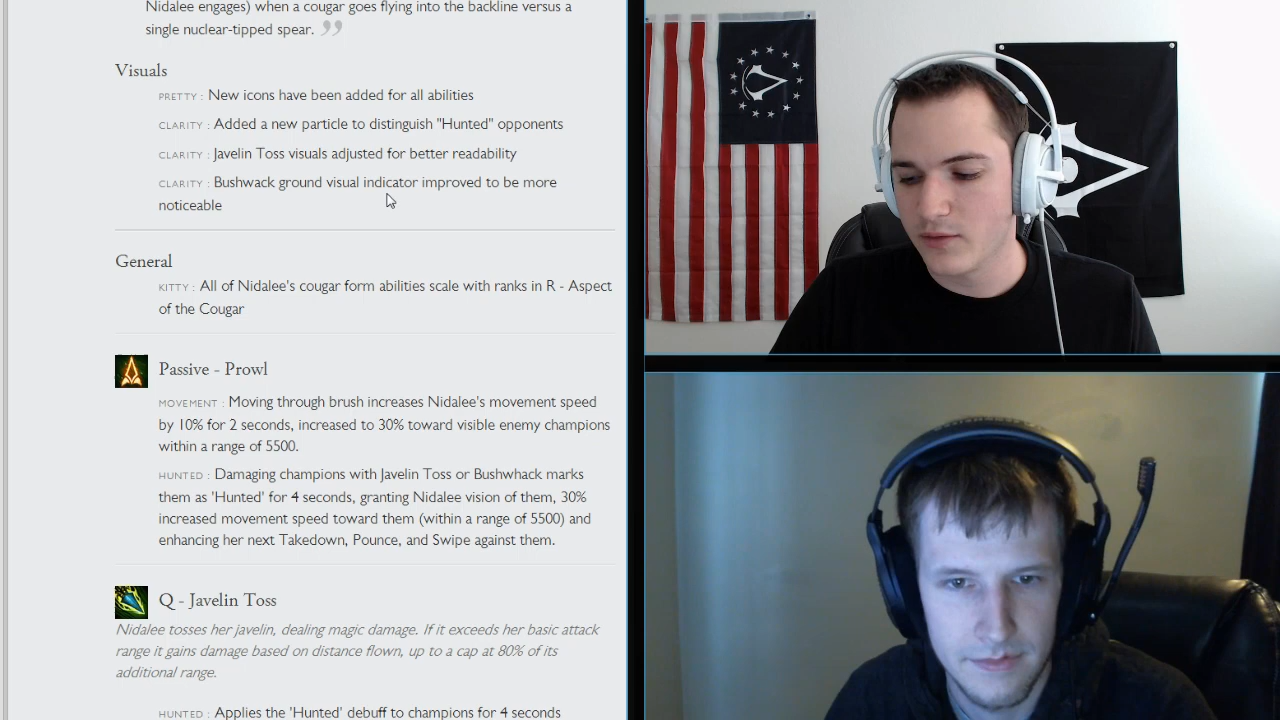 Nidalee engages) when a cougar goes flying into the backline versus a
single nuclear-tipped spear. ”
Visuals
PRETTY : New icons have been added for all abilities
CLARITY : Added a new particle to distinguish "Hunted" opponents
CLARITY : Javelin Toss visuals adjusted for better readability
CLARITY : Bushwack ground visual indicator improved to be more
noticeable
General
KITTY : All of Nidalee's cougar form abilities scale with ranks in R - Aspect
of the Cougar
Passive - Prowl
MOVEMENT : Moving through brush increases Nidalee's movement speed
by 10% for 2 seconds, increased to 30% toward visible enemy champions
within a range of 5500.
HUNTED : Damaging champions with Javelin Toss or Bushwhack marks
them as 'Hunted' for 4 seconds, granting Nidalee vision of them, 30%
increased movement speed toward them (within a range of 5500) and
enhancing her next Takedown, Pounce, and Swipe against them.
Q - Javelin Toss
Nidalee tosses her javelin, dealing magic damage. If it exceeds her basic attack
range it gains damage based on distance flown, up to a cap at 80% of its
additional range.
HUNTED : Applies the 'Hunted' debuff to champions for 4 seconds